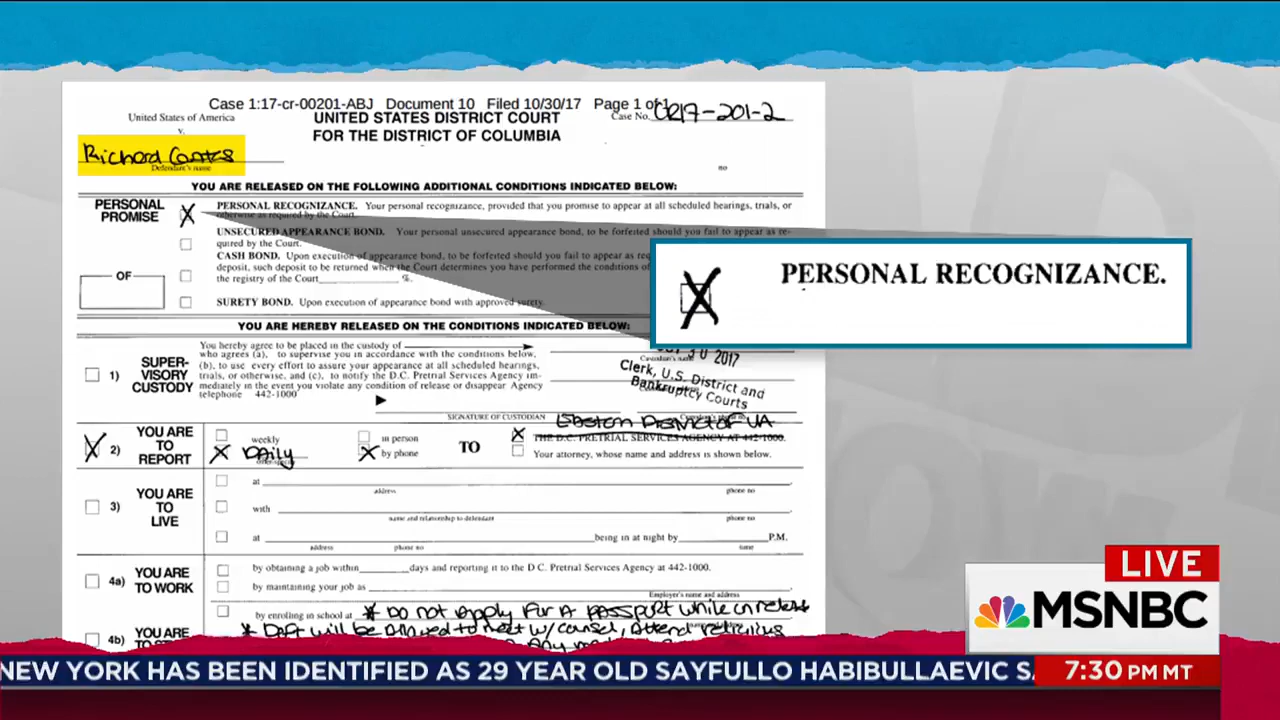 Case 1:17-cr-00201-ABJ Document 10 Filed 10/30/17 Page 1 of 1
United States of America
v.
UNITED STATES DISTRICT COURT
FOR THE DISTRICT OF COLUMBIA
Case No. CR17-201-2
Richard Gates
Defendant's name
no
YOU ARE RELEASED ON THE FOLLOWING ADDITIONAL CONDITIONS INDICATED BELOW:
PERSONAL PROMISE
X PERSONAL RECOGNIZANCE. Your personal recognizance, provided that you promise to appear at all scheduled hearings, trials, or
otherwise as required by the Court.
UNSECURED APPEARANCE BOND. Your personal unsecured appearance bond, to be forfeited should you fail to appear as re-
quired by the Court.
CASH BOND. Upon execution of appearance bond, to be forfeited should you fail to appear as
deposit, such deposit to be returned when the Court determines you have performed the conditions of
the registry of the Court %.
OF
SURETY BOND. Upon execution of appearance bond with approved surety.
X PERSONAL RECOGNIZANCE.
YOU ARE HEREBY RELEASED ON THE CONDITIONS INDICATED BELOW:
1) SUPER-VISORY CUSTODY
You hereby agree to be placed in the custody of
who agrees (a), to supervise you in accordance with the conditions below,
(b). to use every effort to assure your appearance at all scheduled hearings,
trials, or otherwise, and (c), to notify the D.C. Pretrial Services Agency im-
mediately in the event you violate any condition of release or disappear Agency
telephone 442-1000
30 2017
Clerk, U.S. District and
Bankruptcy Courts
SIGNATURE OF CUSTODIAN
Eastern District of VA
X 2) YOU ARE TO REPORT
weekly
X Daily
in person
X by phone
TO
X THE D.C. PRETRIAL SERVICES AGENCY AT 442-1000.
Your attorney, whose name and address is shown below.
3) YOU ARE TO LIVE
at
address phone no
with
name and relationship to defendant phone no
at being in at night by P.M.
address phone no time
4a) YOU ARE TO WORK
by obtaining a job within days and reporting it to the D C. Pretrial Services Agency at 442-1000.
by maintaining your job as
Employer's name and address
by enrolling in school at * Do not Apply For A passport while on release
4b) YOU ARE
* Deft will be Allowed to meet w/ counsel, Attend religious
LIVE
MSNBC
NEW YORK HAS BEEN IDENTIFIED AS 29 YEAR OLD SAYFULLO HABIBULLAEVIC
7:30 PM MT